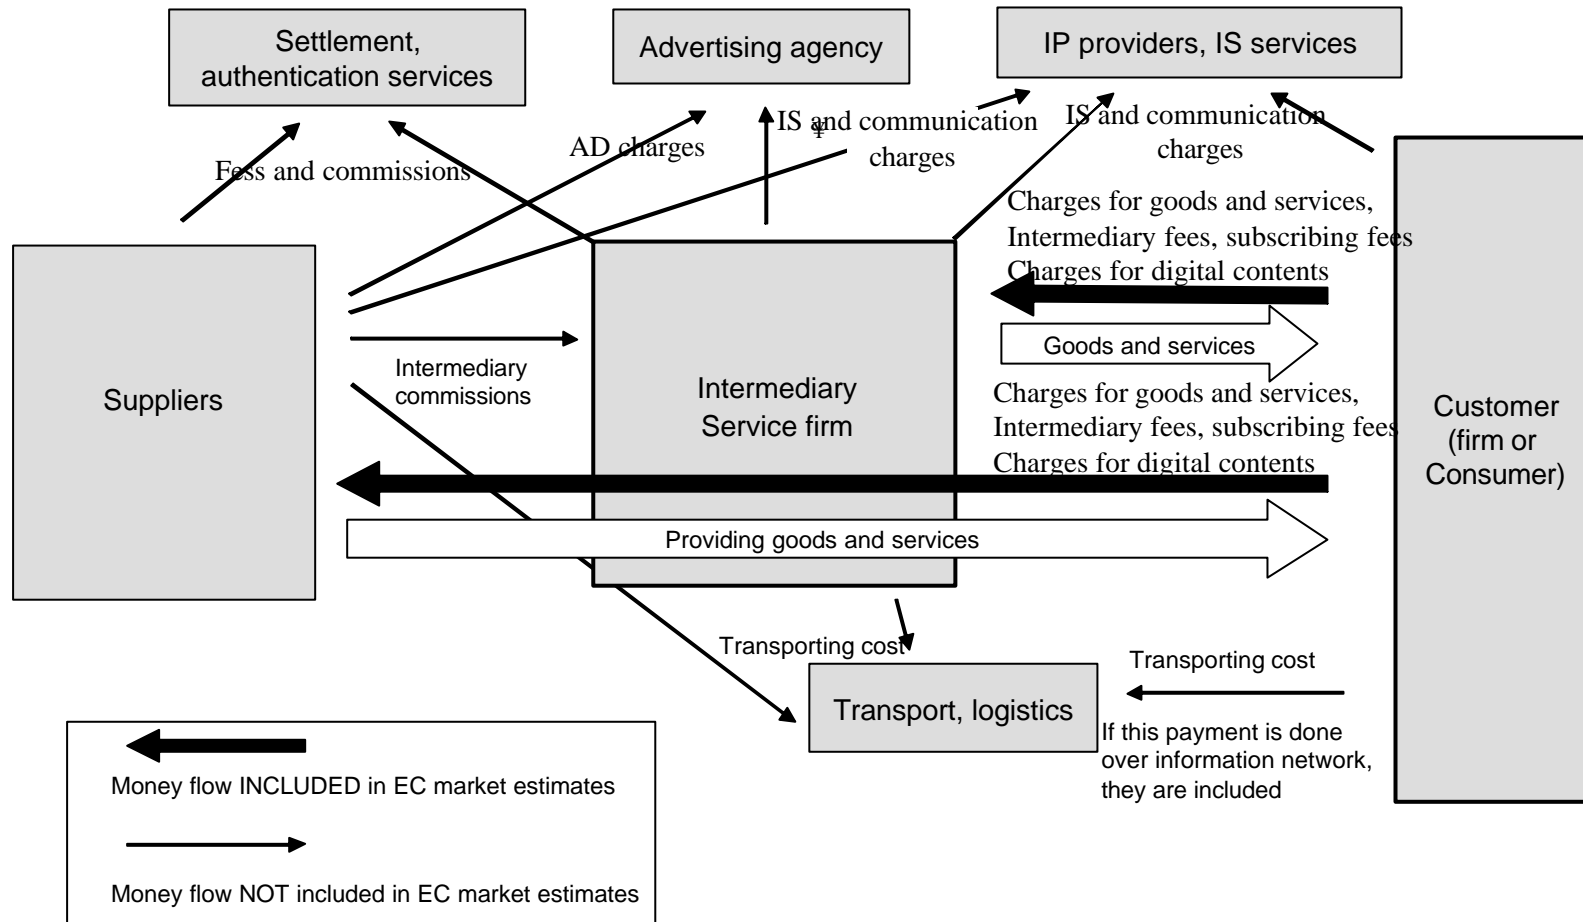 Settlement,
authentication services
Advertising agency
IP providers, IS services
Fess and commissions
AD charges
IS and communication
charges
¥
IS and communication
charges
Charges for goods and services,
Intermediary fees, subscribing fees
Charges for digital contents
Goods and services
Suppliers
Intermediary
commissions
Intermediary
Service firm
Charges for goods and services,
Intermediary fees, subscribing fees
Charges for digital contents
Customer
(firm or
Consumer)
Providing goods and services
Transporting cost
Transport, logistics
Transporting cost
If this payment is done
over information network,
they are included
Money flow INCLUDED in EC market estimates
Money flow NOT included in EC market estimates